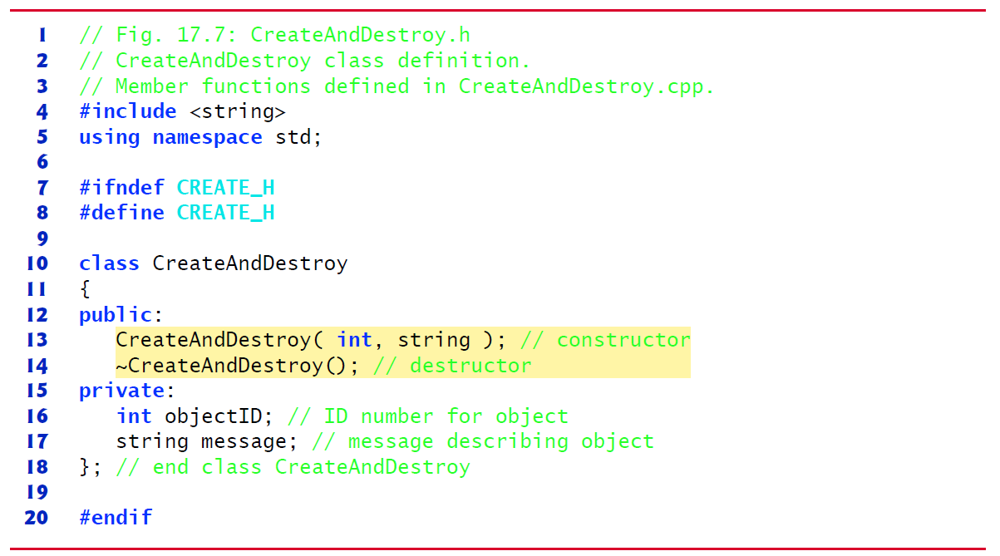 1 // Fig. 17.7: CreateAndDestroy.h
2 // CreateAndDestroy class definition.
3 // Member functions defined in CreateAndDestroy.cpp.
4 #include <string>
5 using namespace std;
6
7 #ifndef CREATE_H
8 #define CREATE_H
9
10 class CreateAndDestroy
11 {
12 public:
13    CreateAndDestroy( int, string ); // constructor
14    ~CreateAndDestroy(); // destructor
15 private:
16    int objectID; // ID number for object
17    string message; // message describing object
18 }; // end class CreateAndDestroy
19
20 #endif